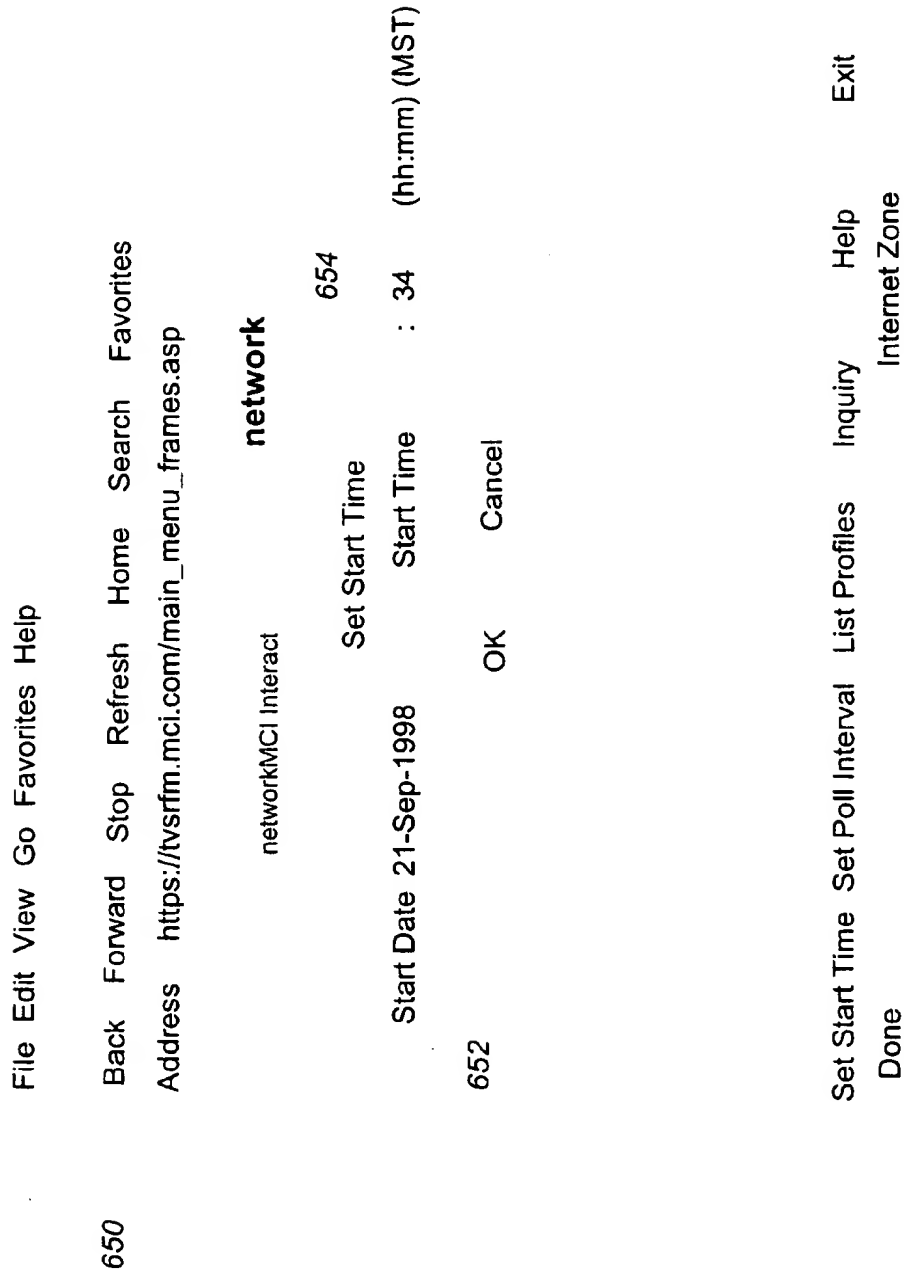 File Edit View Go Favorites Help
650
Back Forward Stop Refresh Home Search Favorites
Address https://tvsrfm.mci.com/main_menu_frames.asp
networkMCI Interact
network
654
Set Start Time
Start Date 21-Sep-1998 Start Time : 34 (hh:mm) (MST)
652
OK Cancel
Set Start Time Set Poll Interval List Profiles Inquiry Help Exit
Done Internet Zone